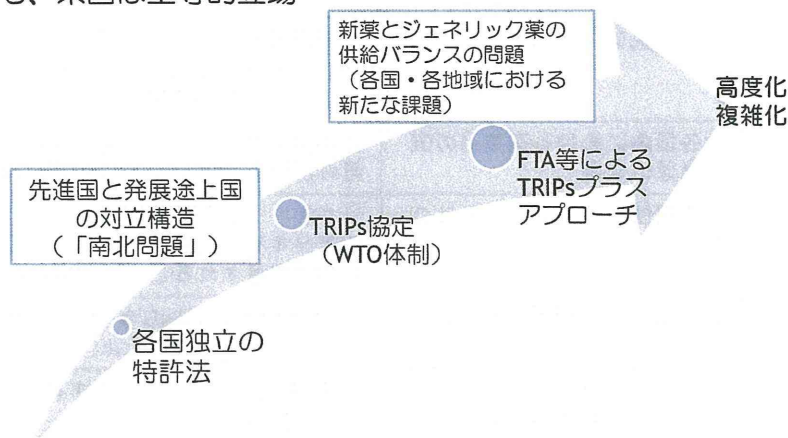 新薬とジェネリック薬の
供給バランスの問題
（各国・各地域における
新たな課題）
高度化
複雑化
先進国と発展途上国
の対立構造
（「南北問題」）
FTA等による
TRIPsプラス
アプローチ
TRIPs協定
（WTO体制）
各国独立の
特許法